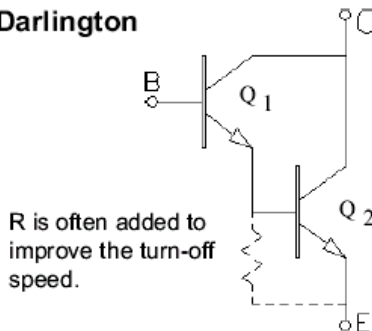 Darlington
C
B
Q 1
Q 2
R is often added to
improve the turn-off
speed.
E